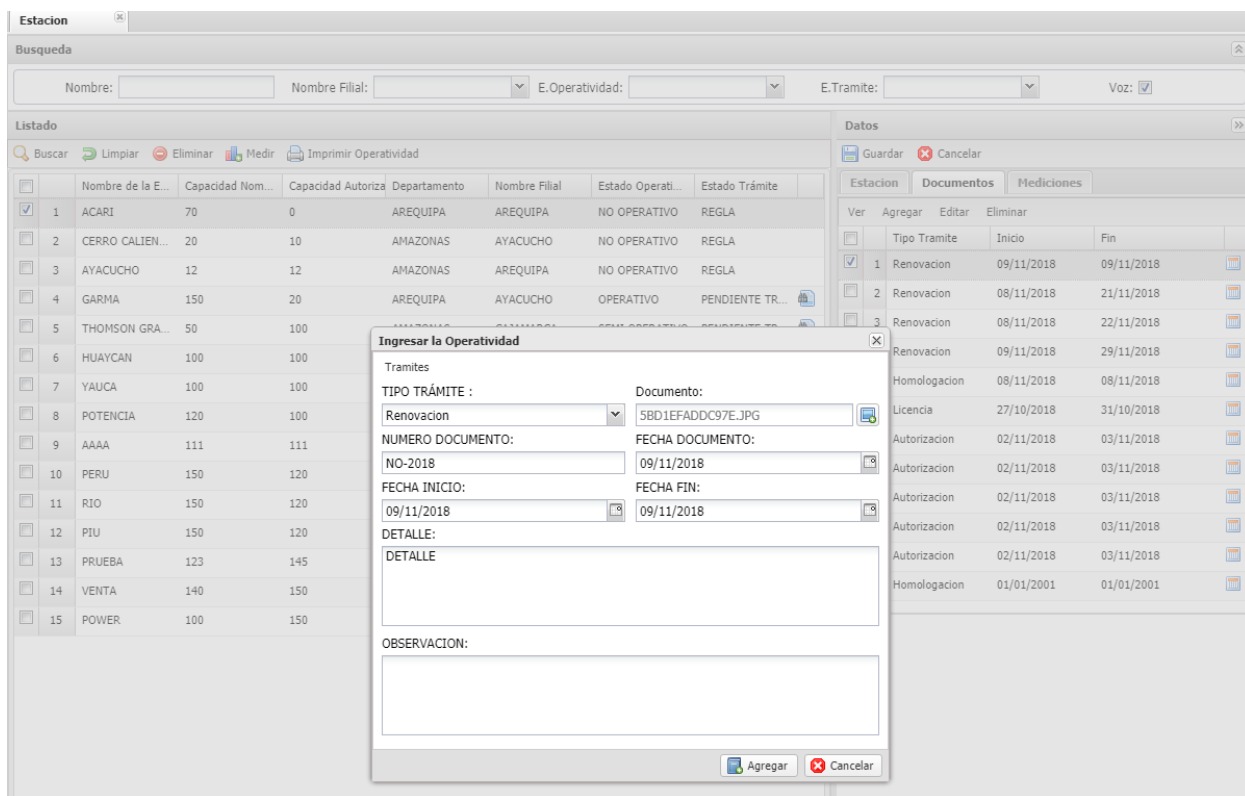 Estacion
Busqueda
Nombre: Nombre Filial: E.Operatividad: E.Tramite: Voz:
Listado
Buscar Limpiar Eliminar Medir Imprimir Operatividad
Nombre de la E... Capacidad Nom... Capacidad Autoriza Departamento Nombre Filial Estado Operati... Estado Trámite
1 ACARI 70 0 AREQUIPA AREQUIPA NO OPERATIVO REGLA
2 CERRO CALIEN... 20 10 AMAZONAS AYACUCHO NO OPERATIVO REGLA
3 AYACUCHO 12 12 AMAZONAS AREQUIPA NO OPERATIVO REGLA
4 GARMA 150 20 AREQUIPA AYACUCHO OPERATIVO PENDIENTE TR...
5 THOMSON GRA... 50 100 AMAZONAS CAJAMARCA SEMI OPERATIVO PENDIENTE TR...
6 HUAYCAN 100 100
7 YAUCA 100 100
8 POTENCIA 120 100
9 AAAA 111 111
10 PERU 150 120
11 RIO 150 120
12 PIU 150 120
13 PRUEBA 123 145
14 VENTA 140 150
15 POWER 100 150
Datos
Guardar Cancelar
Estacion Documentos Mediciones
Ver Agregar Editar Eliminar
Tipo Tramite Inicio Fin
1 Renovacion 09/11/2018 09/11/2018
2 Renovacion 08/11/2018 21/11/2018
3 Renovacion 08/11/2018 22/11/2018
Renovacion 09/11/2018 29/11/2018
Homologacion 08/11/2018 08/11/2018
Licencia 27/10/2018 31/10/2018
Autorizacion 02/11/2018 03/11/2018
Autorizacion 02/11/2018 03/11/2018
Autorizacion 02/11/2018 03/11/2018
Autorizacion 02/11/2018 03/11/2018
Autorizacion 02/11/2018 03/11/2018
Homologacion 01/01/2001 01/01/2001
Ingresar la Operatividad
Tramites
TIPO TRÁMITE : Documento:
Renovacion 5BD1EFADDC97E.JPG
NUMERO DOCUMENTO: FECHA DOCUMENTO:
NO-2018 09/11/2018
FECHA INICIO: FECHA FIN:
09/11/2018 09/11/2018
DETALLE:
DETALLE
OBSERVACION:
Agregar Cancelar